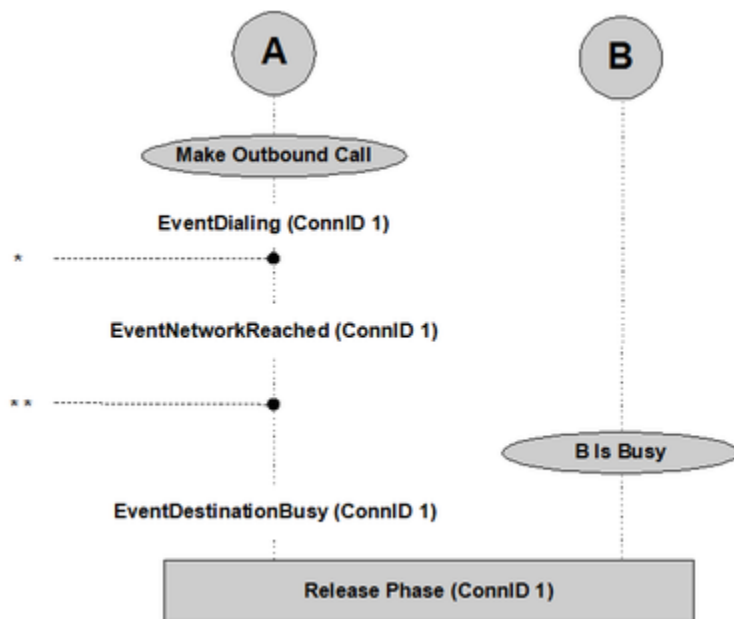 A
B
Make Outbound Call
EventDialing (ConnID 1)
*
EventNetworkReached (ConnID 1)
**
B Is Busy
EventDestinationBusy (ConnID 1)
Release Phase (ConnID 1)